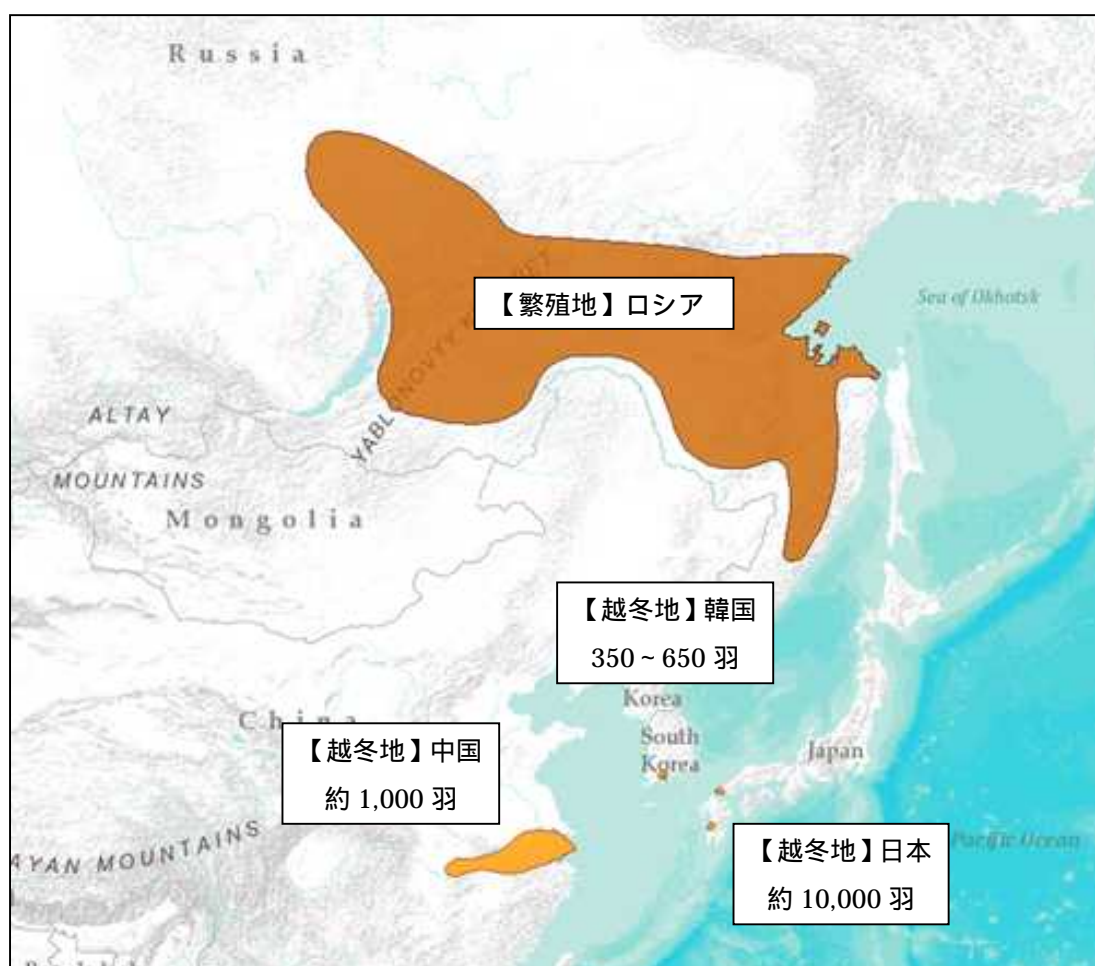 Russia
【繁殖地】ロシア
Sea of Okhotsk
ALTAY
MOUNTAINS
Mongolia
【越冬地】韓国
350~650 羽
Korea
China
South
Korea
Japan
【越冬地】中国
約 1,000 羽
AYAN MOUNTAINS
【越冬地】日本
約 10,000 羽
Pacific Ocean